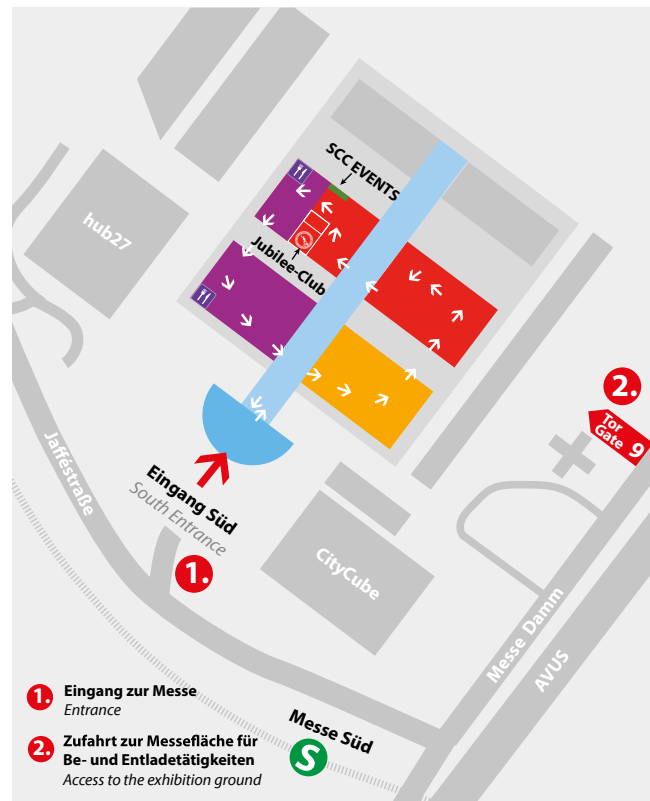 SCC EVENTS
hub27
Jubilee-Club
2.
Tor
Gate 9
Jafféstraße
Eingang Süd
South Entrance
1.
CityCube
Messe Damm
AVUS
1.
Eingang zur Messe
Entrance
Messe Süd
S
2.
Zufahrt zur Messefläche für
Be- und Entladetätigkeiten
Access to the exhibition ground